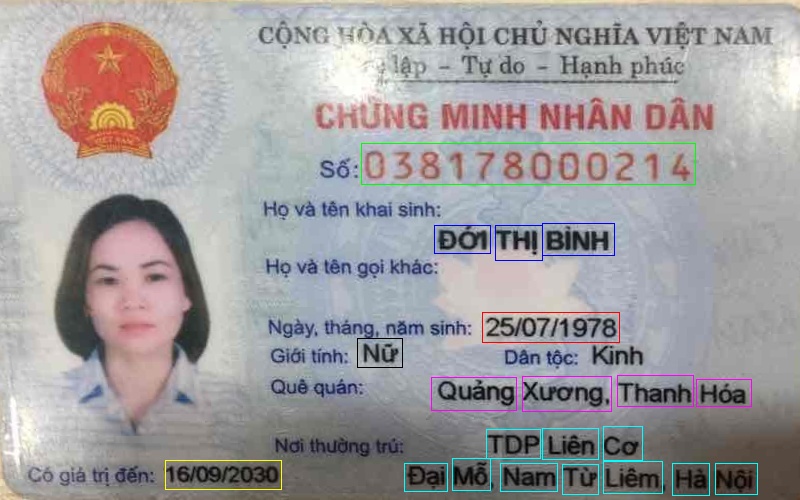 CỘNG HÒA XÃ HỘI CHỦ NGHĨA VIỆT NAM
lập - Tự do - Hạnh phúc
CHỨNG MINH NHÂN DÂN
Số: 038178000214
Họ và tên khai sinh:
ĐỚI THỊ BÌNH
Họ và tên gọi khác:
Ngày, tháng, năm sinh: 25/07/1978
Giới tính: Nữ Dân tộc: Kinh
Quê quán: Quảng Xương, Thanh Hóa
Nơi thường trú: TDP Liên Cơ
Có giá trị đến: 16/09/2030 Đại Mỗ, Nam Từ Liêm, Hà Nội